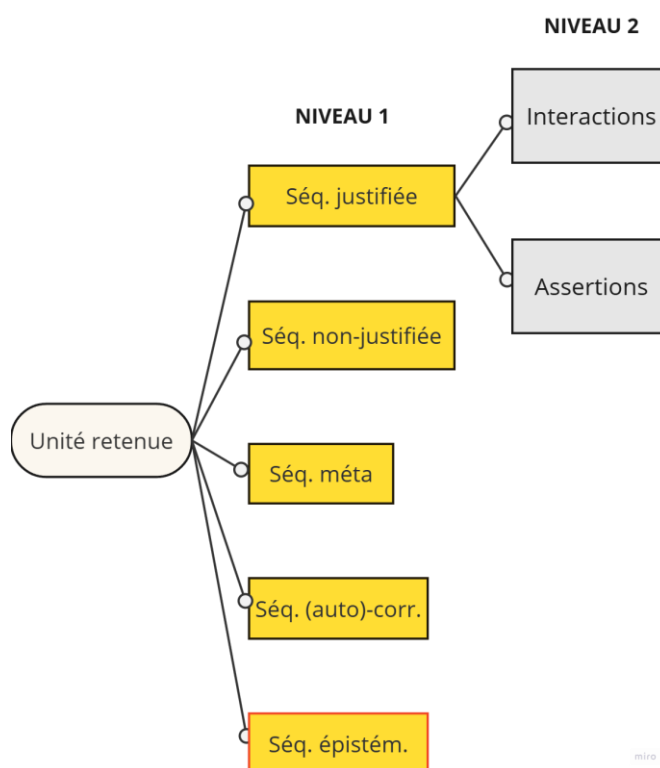 NIVEAU 2
Interactions
NIVEAU 1
Séq. justifiée
Assertions
Séq. non-justifiée
Unité retenue
Séq. méta
Séq. (auto)-corr.
Séq. épistém.
miro